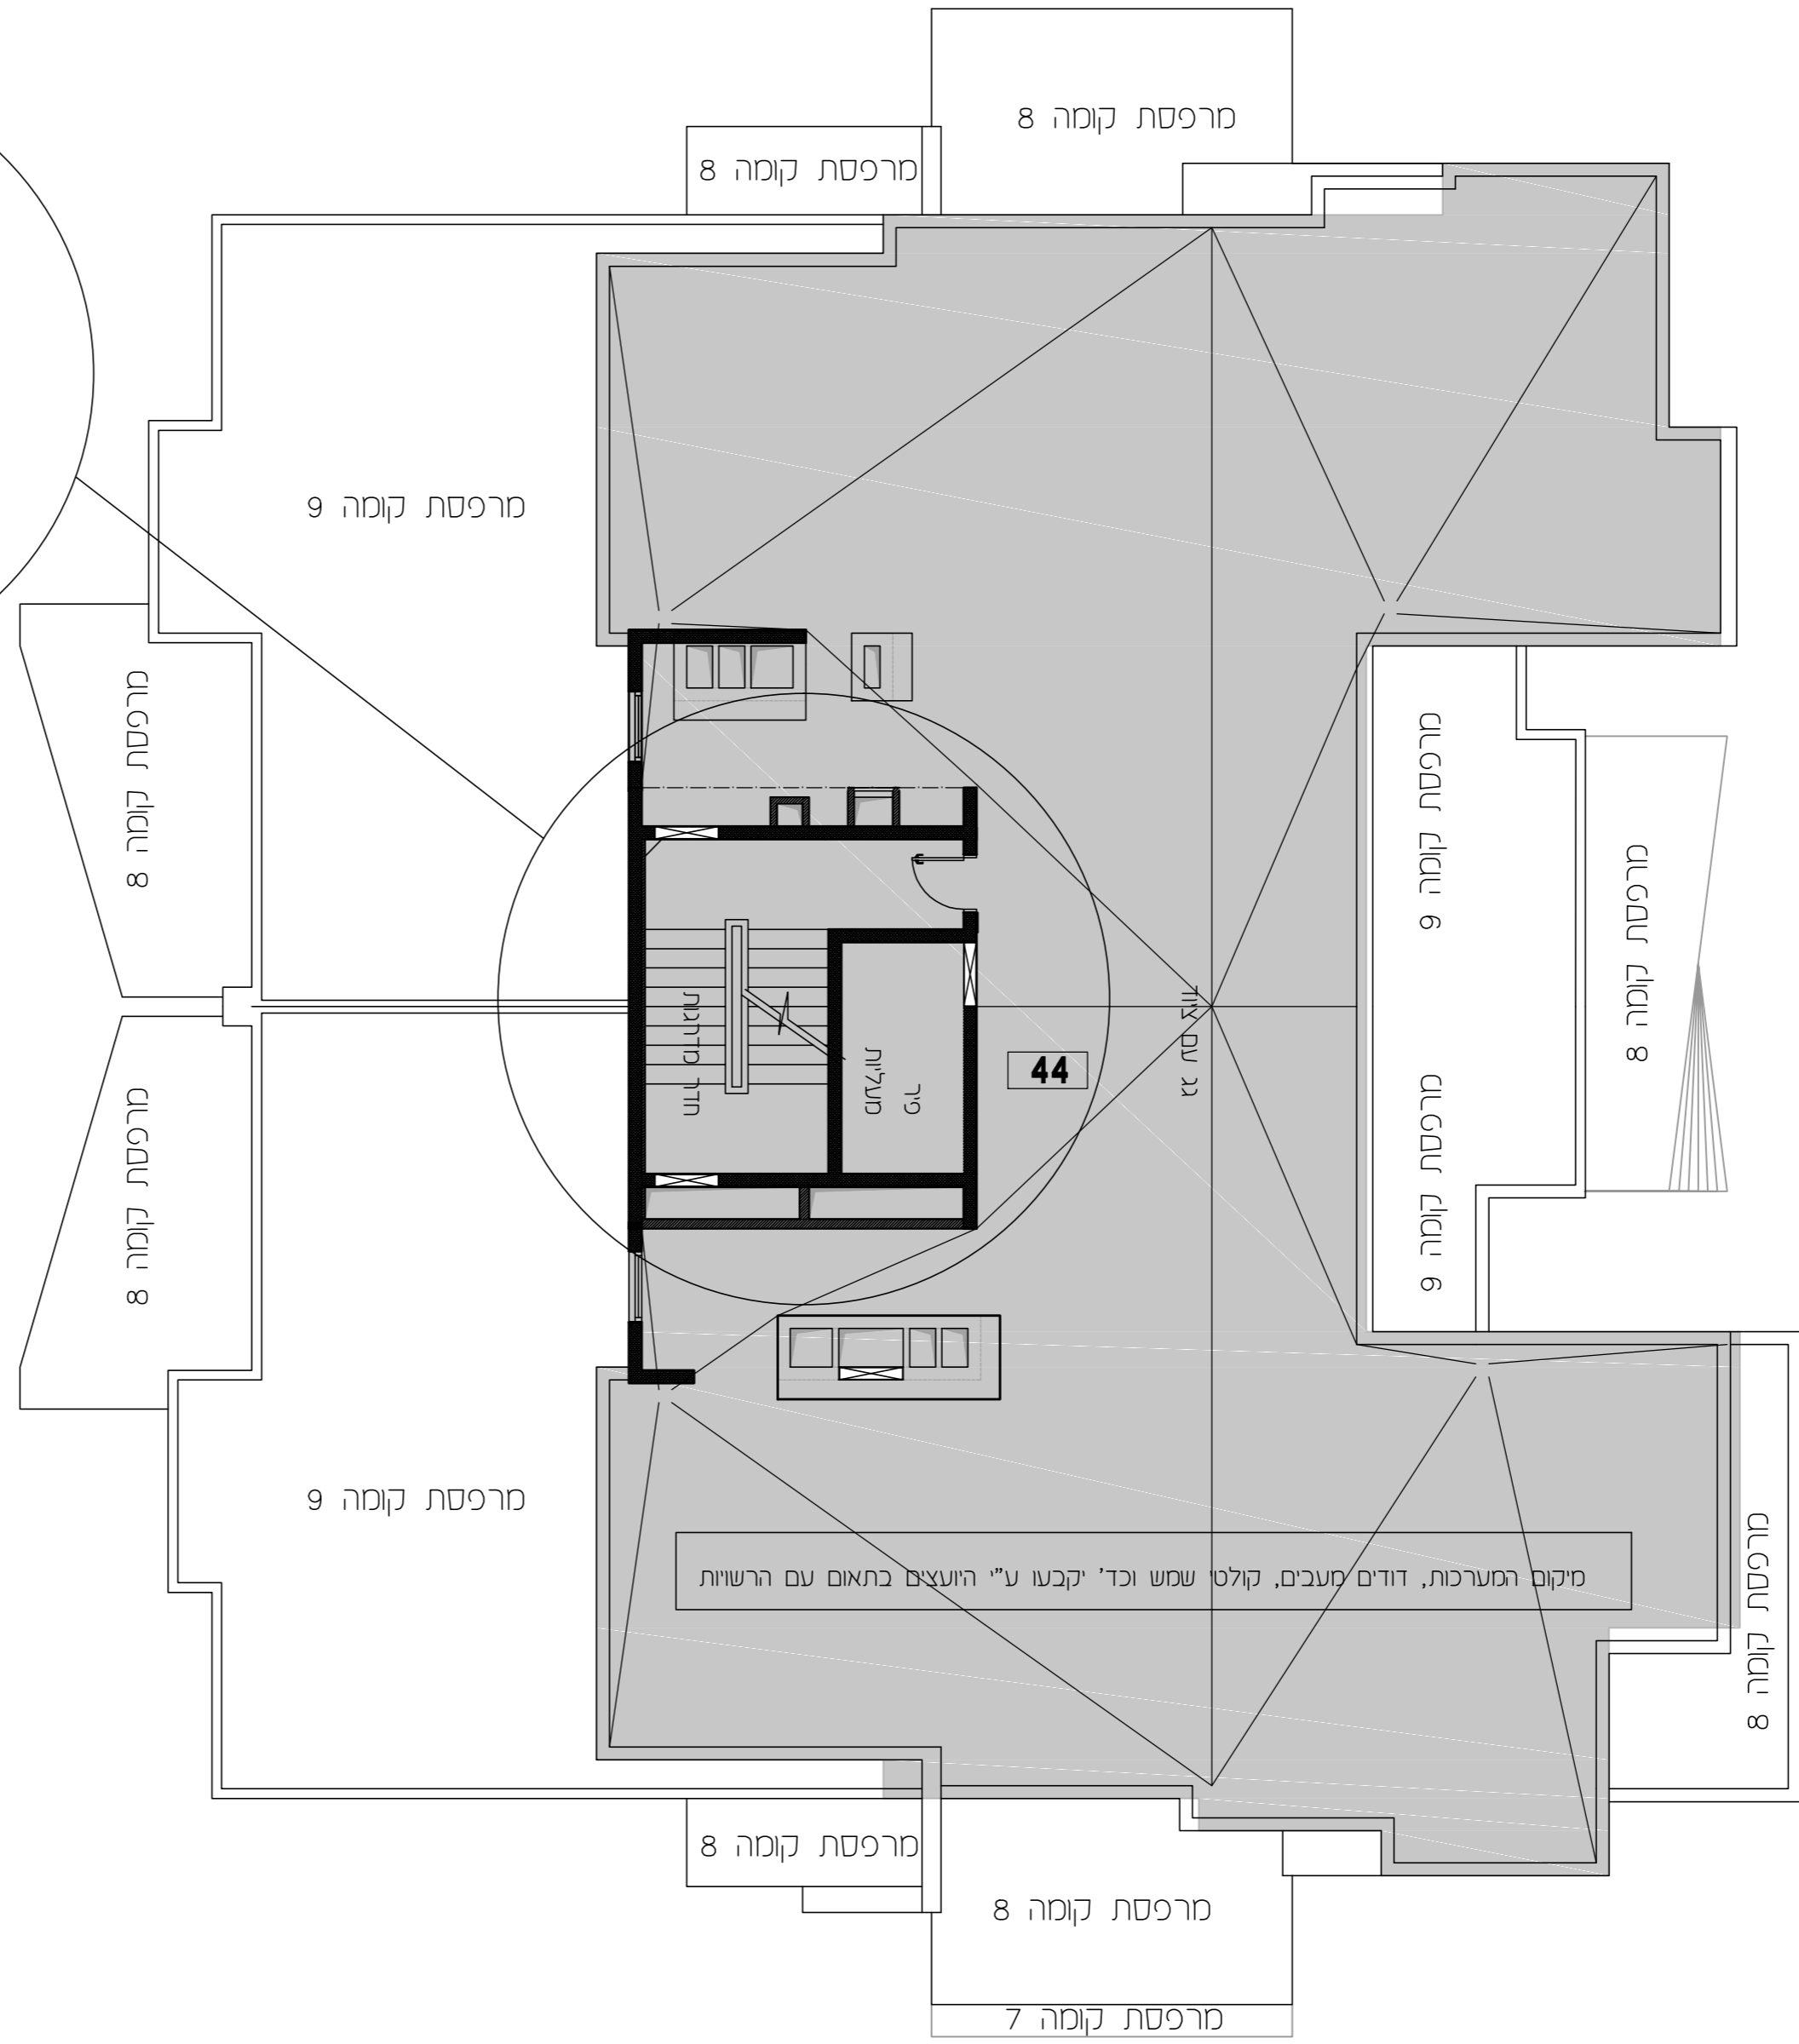 מרפסת קומה 8
מרפסת קומה 8
מרפסת קומה 9
מרפסת קומה 8
מרפסת קומה 9
מרפסת קומה 8
חדר מדרגות
פיר
מעליות
44
גג עם ציוד
מרפסת קומה 8
מרפסת קומה 9
מרפסת קומה 9
מיקום המערכות, דודים מעבים, קולטי שמש וכד' יקבעו ע"י היועצים בתאום עם הרשויות
מרפסת קומה 8
מרפסת קומה 8
מרפסת קומה 8
מרפסת קומה 7